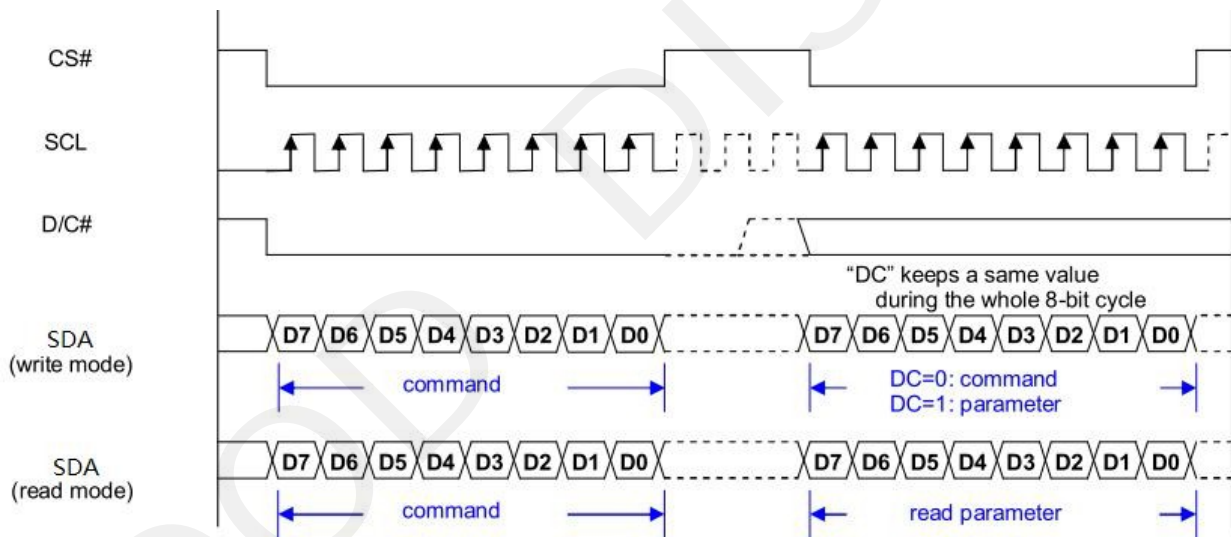 CS#
SCL
D/C#
"DC" keeps a same value
during the whole 8-bit cycle
SDA
(write mode)
D7 D6 D5 D4 D3 D2 D1 D0 D7 D6 D5 D4 D3 D2 D1 D0
command
DC=0: command
DC=1: parameter
SDA
(read mode)
D7 D6 D5 D4 D3 D2 D1 D0 D7 D6 D5 D4 D3 D2 D1 D0
command read parameter